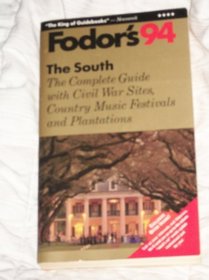 "The King of Guidebooks" — Newsweek
Fodor's 94
The South
The Complete Guide
with Civil War Sites,
Country Music Festivals
and Plantations